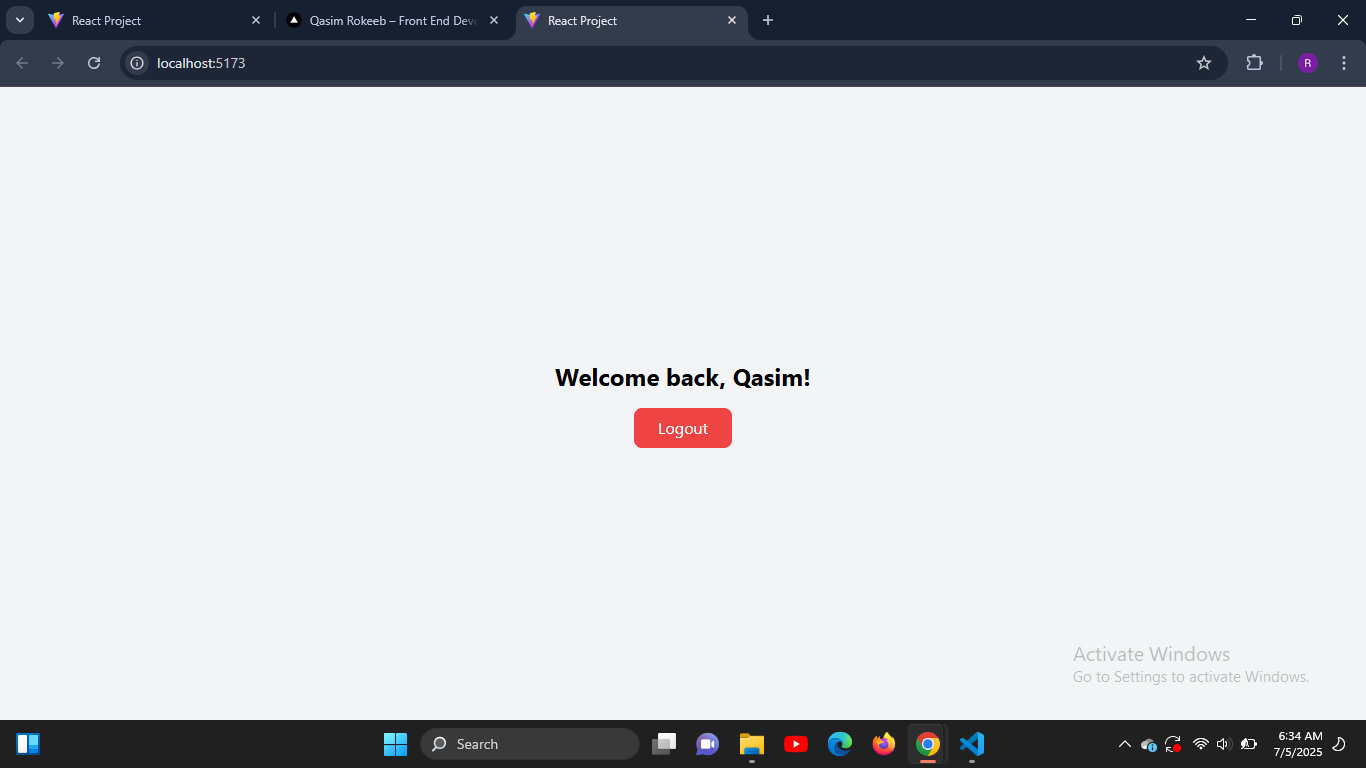 React Project
Qasim Rokeeb – Front End Deve
React Project
localhost:5173
R
Welcome back, Qasim!
Logout
Activate Windows
Go to Settings to activate Windows.
Search
6:34 AM
7/5/2025